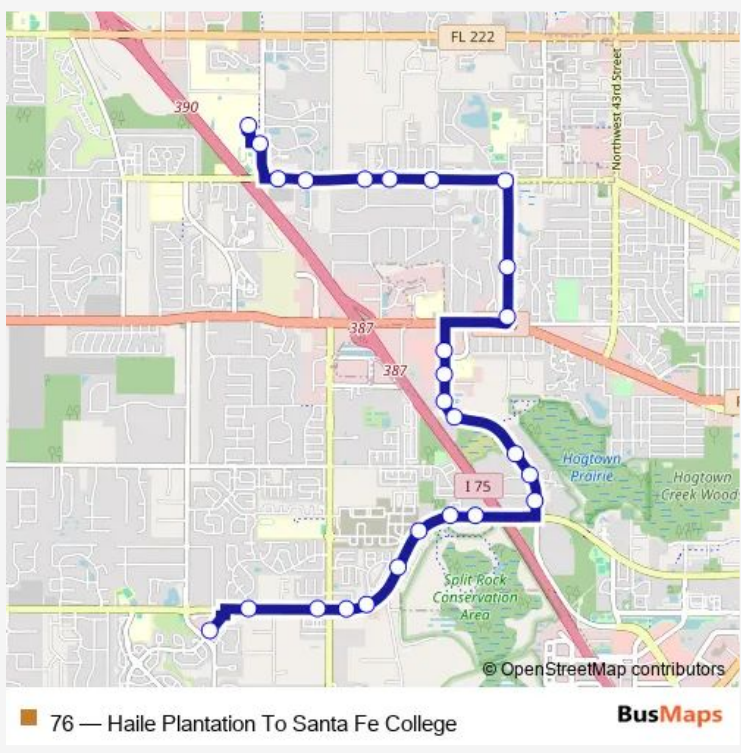 FL 222
390
Northwest 43rd Street
387
387
Hogtown
Prairie
Hogtown
Creek Wood
I 75
Split Rock
Conservation
Area
© OpenStreetMap contributors
76 — Haile Plantation To Santa Fe College
BusMaps